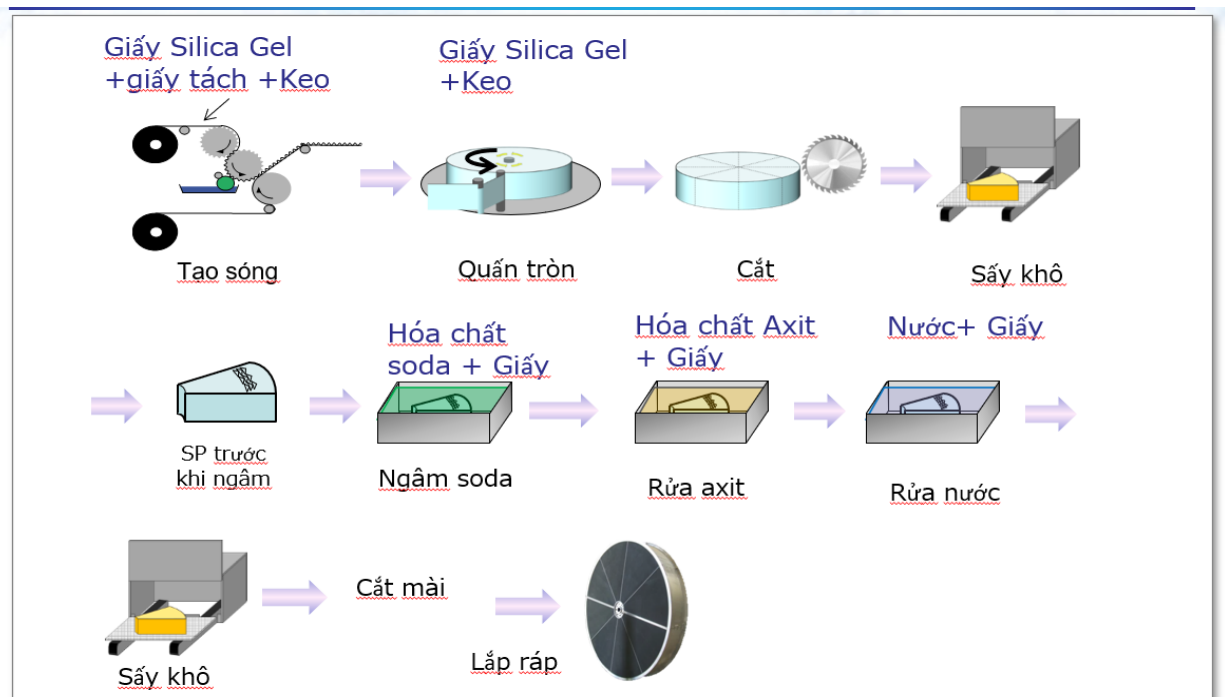 Giấy Silica Gel
+giấy tách +Keo
Giấy Silica Gel
+Keo
Tạo sóng
Quấn tròn
Cắt
Sấy khô
Hóa chất
soda + Giấy
Hóa chất Axit
+ Giấy
Nước+ Giấy
SP trước
khi ngâm
Ngâm soda
Rửa axit
Rửa nước
Cắt mài
Lắp ráp
Sấy khô